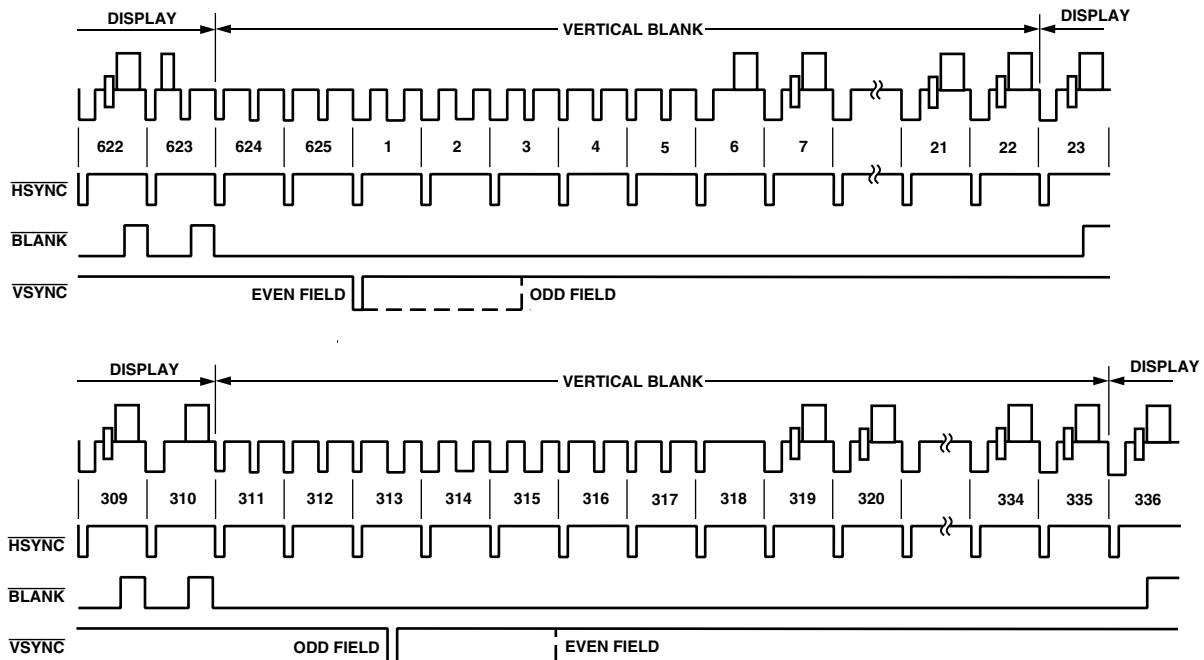 DISPLAY VERTICAL BLANK DISPLAY
622 623 624 625 1 2 3 4 5 6 7 21 22 23
HSYNC
BLANK
VSYNC
EVEN FIELD ODD FIELD
DISPLAY VERTICAL BLANK DISPLAY
309 310 311 312 313 314 315 316 317 318 319 320 334 335 336
HSYNC
BLANK
VSYNC
ODD FIELD EVEN FIELD